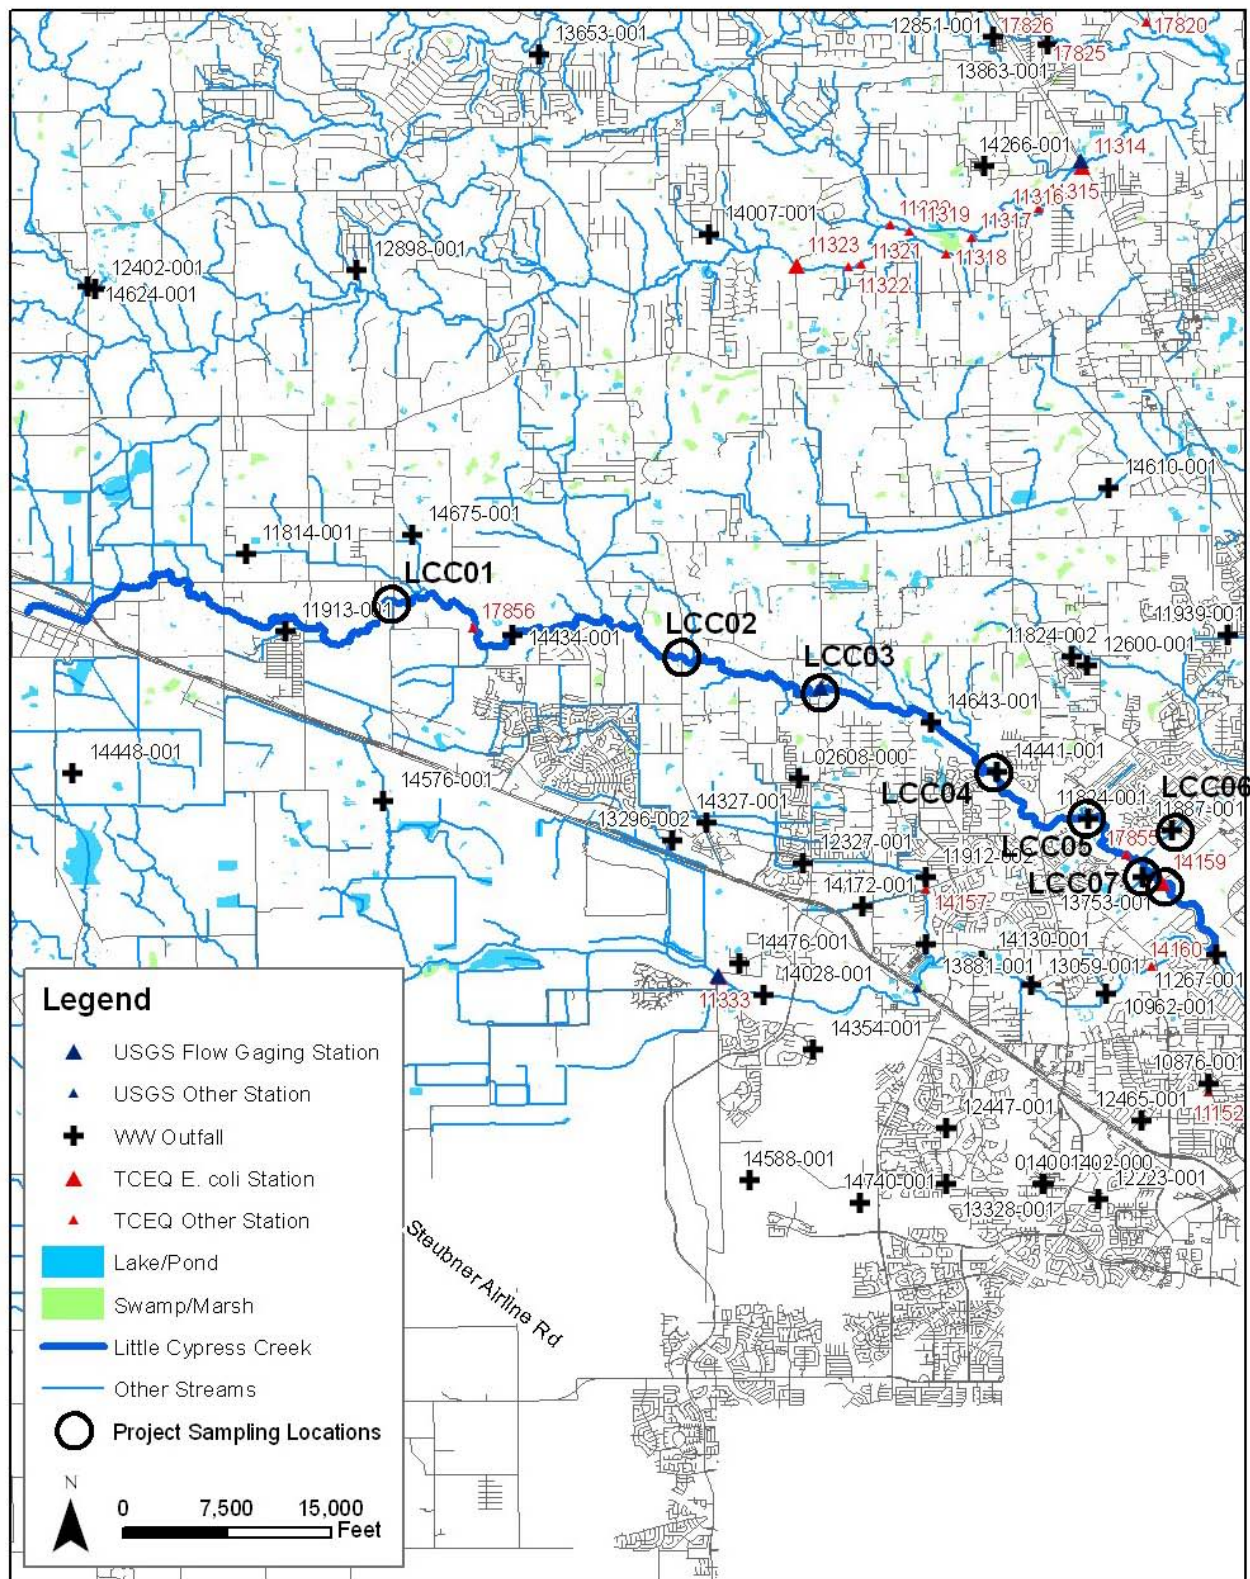 13653-001
12851-001
17826
17820
17825
13863-001
14266-001
11314
11315
11316
11319
11317
14007-001
11323
11321
11318
11322
12898-001
12402-001
14624-001
14610-001
14675-001
11814-001
LCC01
11913-001
17856
14434-001
LCC02
11939-001
11824-002
12600-001
LCC03
14643-001
14448-001
14576-001
02608-000
14441-001
LCC04
LCC06
11824-001
11887-001
14327-001
13296-002
12327-001
LCC05
14159
11912-002
LCC07
14172-001
14157
13753-001
14476-001
14130-001
14160
14028-001
13881-001
13059-001
11267-001
11333
10962-001
14354-001
10876-001
12465-001
11152
12447-001
14588-001
14740-001
12223-001
13328-001
Steubner Airline Rd
Legend
USGS Flow Gaging Station
USGS Other Station
WW Outfall
TCEQ E. coli Station
TCEQ Other Station
Lake/Pond
Swamp/Marsh
Little Cypress Creek
Other Streams
Project Sampling Locations
N
0 7,500 15,000
Feet